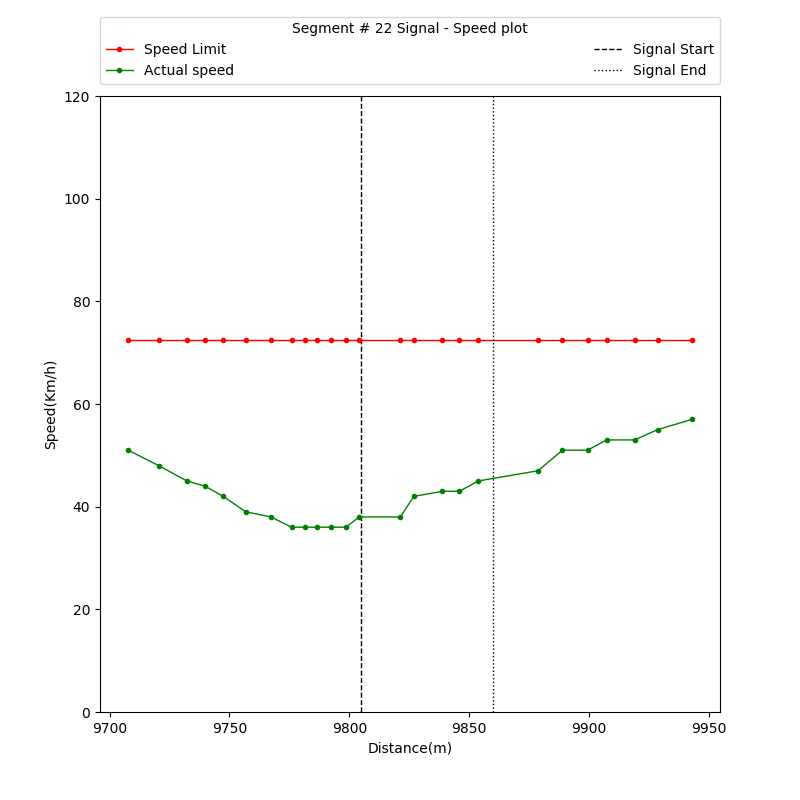 Segment # 22 Signal - Speed plot
Speed Limit
Actual speed
Signal Start
Signal End
120
100
80
60
40
20
0
Speed(Km/h)
9700 9750 9800 9850 9900 9950
Distance(m)